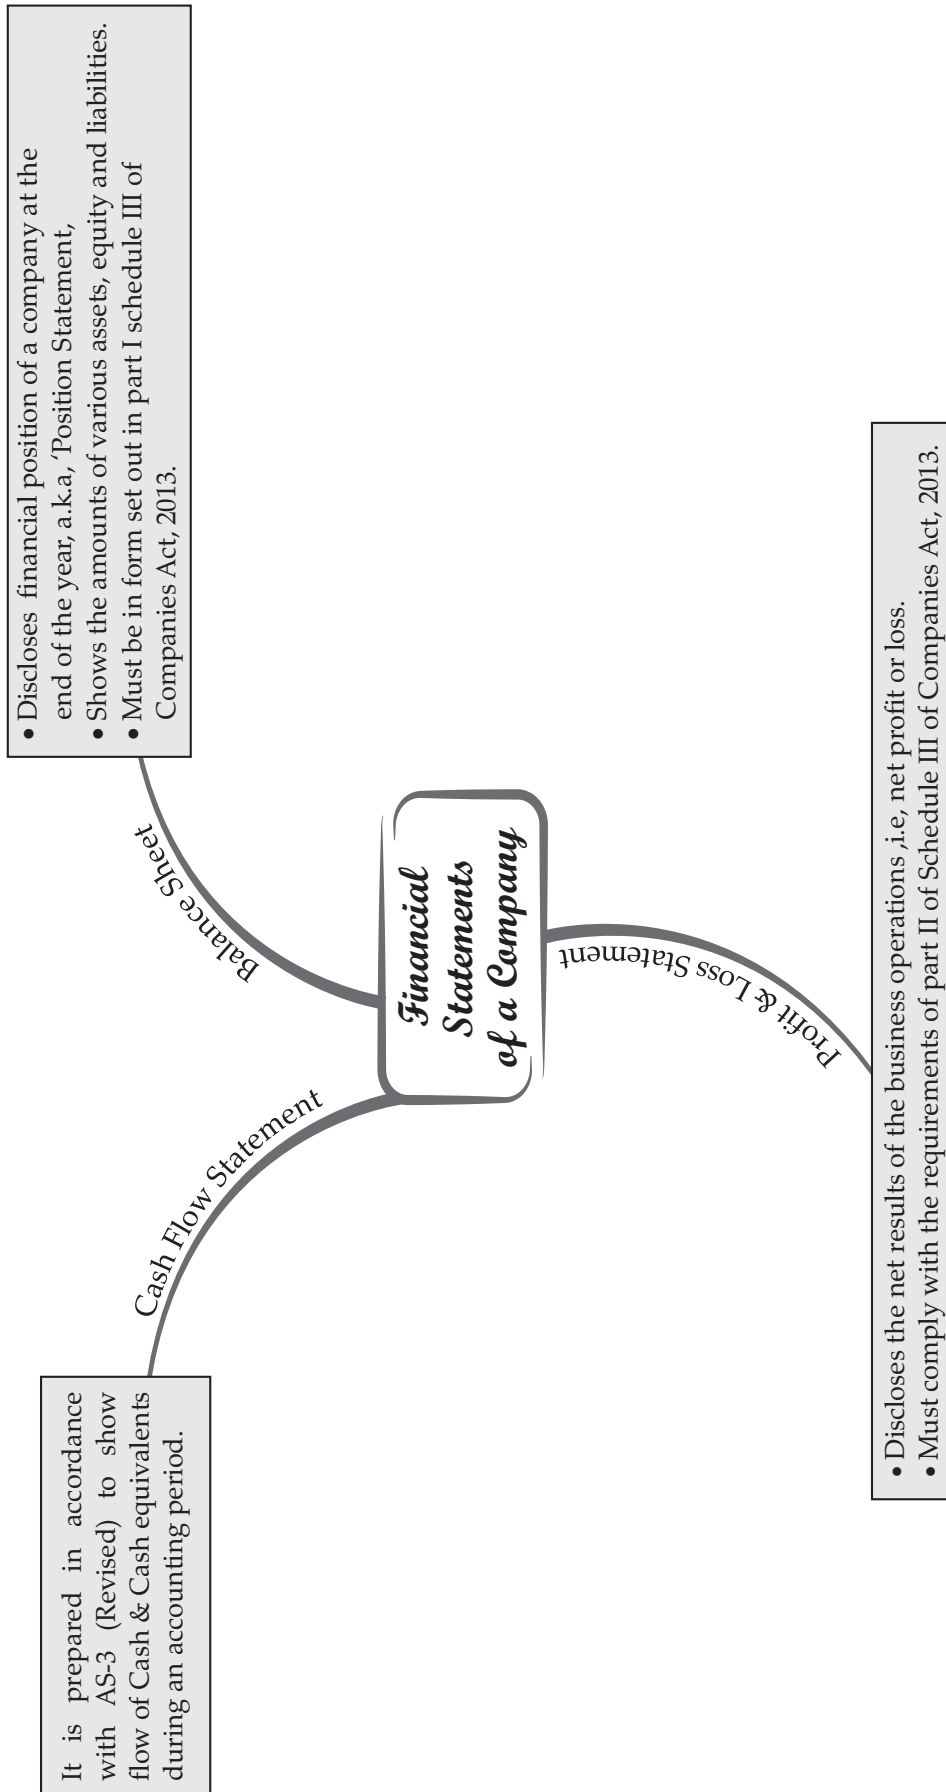 Financial
Statements
of a Company
Cash Flow Statement
It is prepared in accordance
with AS-3 (Revised) to show
flow of Cash & Cash equivalents
during an accounting period.
Balance Sheet
• Discloses financial position of a company at the
end of the year, a.k.a, ‘Position Statement,
• Shows the amounts of various assets, equity and liabilities.
• Must be in form set out in part I schedule III of
Companies Act, 2013.
Profit & Loss Statement
• Discloses the net results of the business operations ,i.e, net profit or loss.
• Must comply with the requirements of part II of Schedule III of Companies Act, 2013.